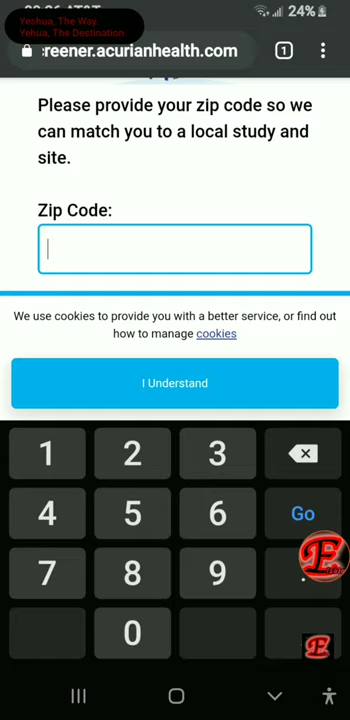 Yeshua, The Way.
Yehua, The Destination.
24%
reener.acurianhealth.com
1
Please provide your zip code so we
can match you to a local study and
site.
Zip Code:
We use cookies to provide you with a better service, or find out
how to manage cookies
I Understand
1 2 3
4 5 6 Go
7 8 9 .
0